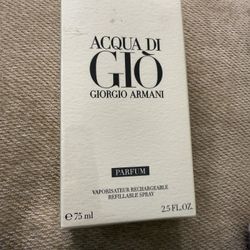 ACQUA DI
GIÒ
GIORGIO ARMANI
PARFUM
VAPORISATEUR RECHARGEABLE
REFILLABLE SPRAY
℮ 75 ml 2.5 FL.OZ.